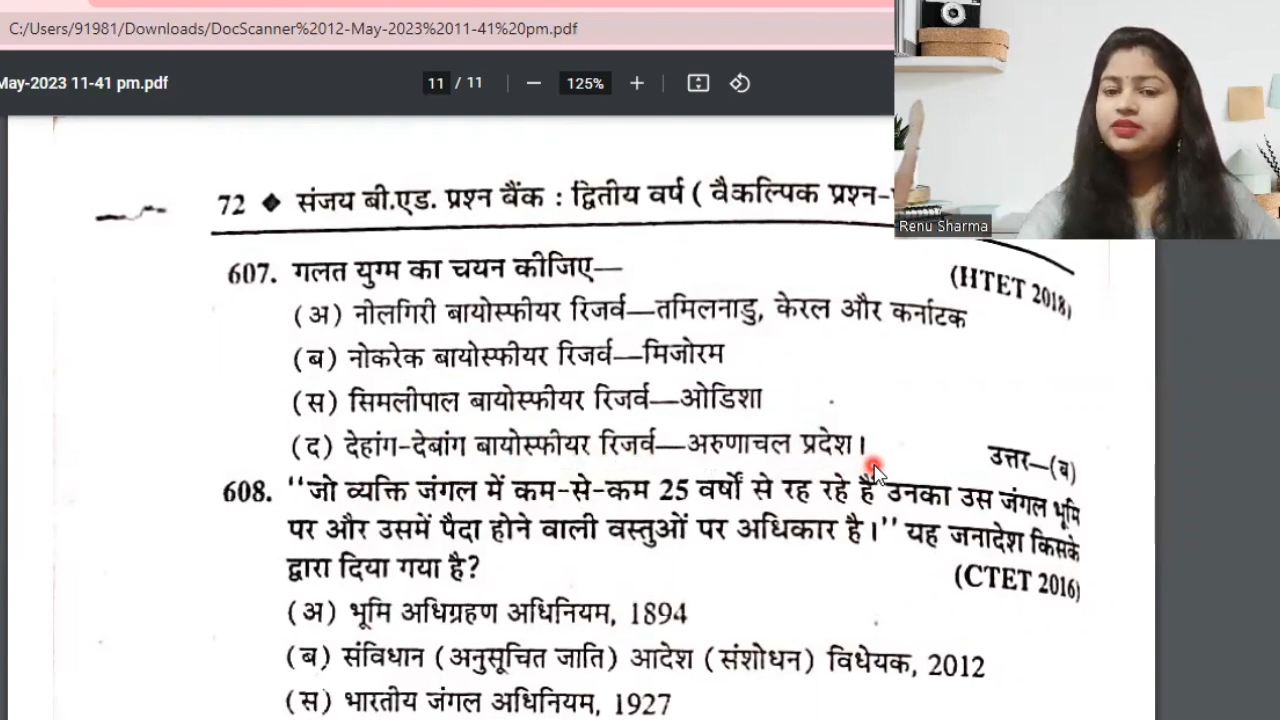 C:/Users/91981/Downloads/DocScanner%2012-May-2023%2011-41%20pm.pdf
May-2023 11-41 pm.pdf
11 / 11
125%
Renu Sharma
72 ◆ संजय बी.एड. प्रश्न बैंक : द्वितीय वर्ष ( वैकल्पिक प्रश्न-
607. गलत युग्म का चयन कीजिए—
(HTET 2018)
(अ) नीलगिरी बायोस्फीयर रिजर्व—तमिलनाडु, केरल और कर्नाटक
(ब) नोकरेक बायोस्फीयर रिजर्व—मिजोरम
(स) सिमलीपाल बायोस्फीयर रिजर्व—ओडिशा
(द) देहांग-देबांग बायोस्फीयर रिजर्व—अरुणाचल प्रदेश।
उत्तर—(ब)
608. "जो व्यक्ति जंगल में कम-से-कम 25 वर्षों से रह रहे हैं उनका उस जंगल भूमि
पर और उसमें पैदा होने वाली वस्तुओं पर अधिकार है।" यह जनादेश किसके
द्वारा दिया गया है?
(CTET 2016)
(अ) भूमि अधिग्रहण अधिनियम, 1894
(ब) संविधान (अनुसूचित जाति) आदेश (संशोधन) विधेयक, 2012
(स) भारतीय जंगल अधिनियम, 1927